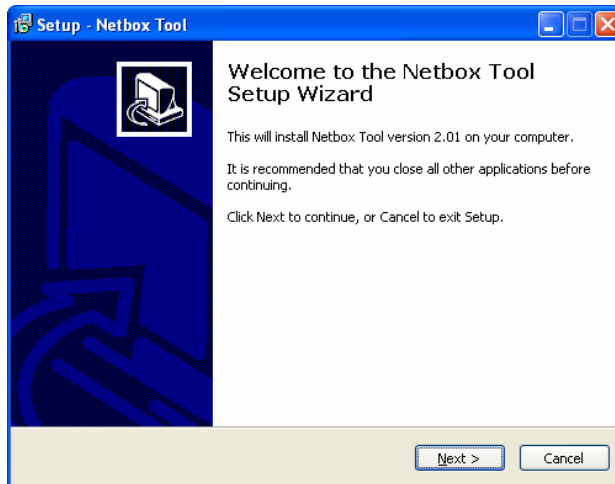 Setup - Netbox Tool
Welcome to the Netbox Tool
Setup Wizard
This will install Netbox Tool version 2.01 on your computer.
It is recommended that you close all other applications before
continuing.
Click Next to continue, or Cancel to exit Setup.
Next >
Cancel